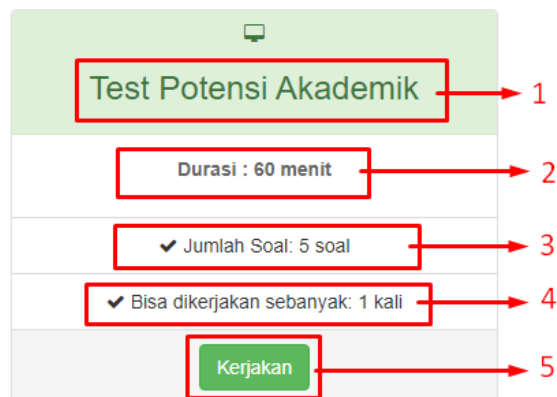 Test Potensi Akademik
1
Durasi : 60 menit
2
✔ Jumlah Soal: 5 soal
3
✔ Bisa dikerjakan sebanyak: 1 kali
4
Kerjakan
5